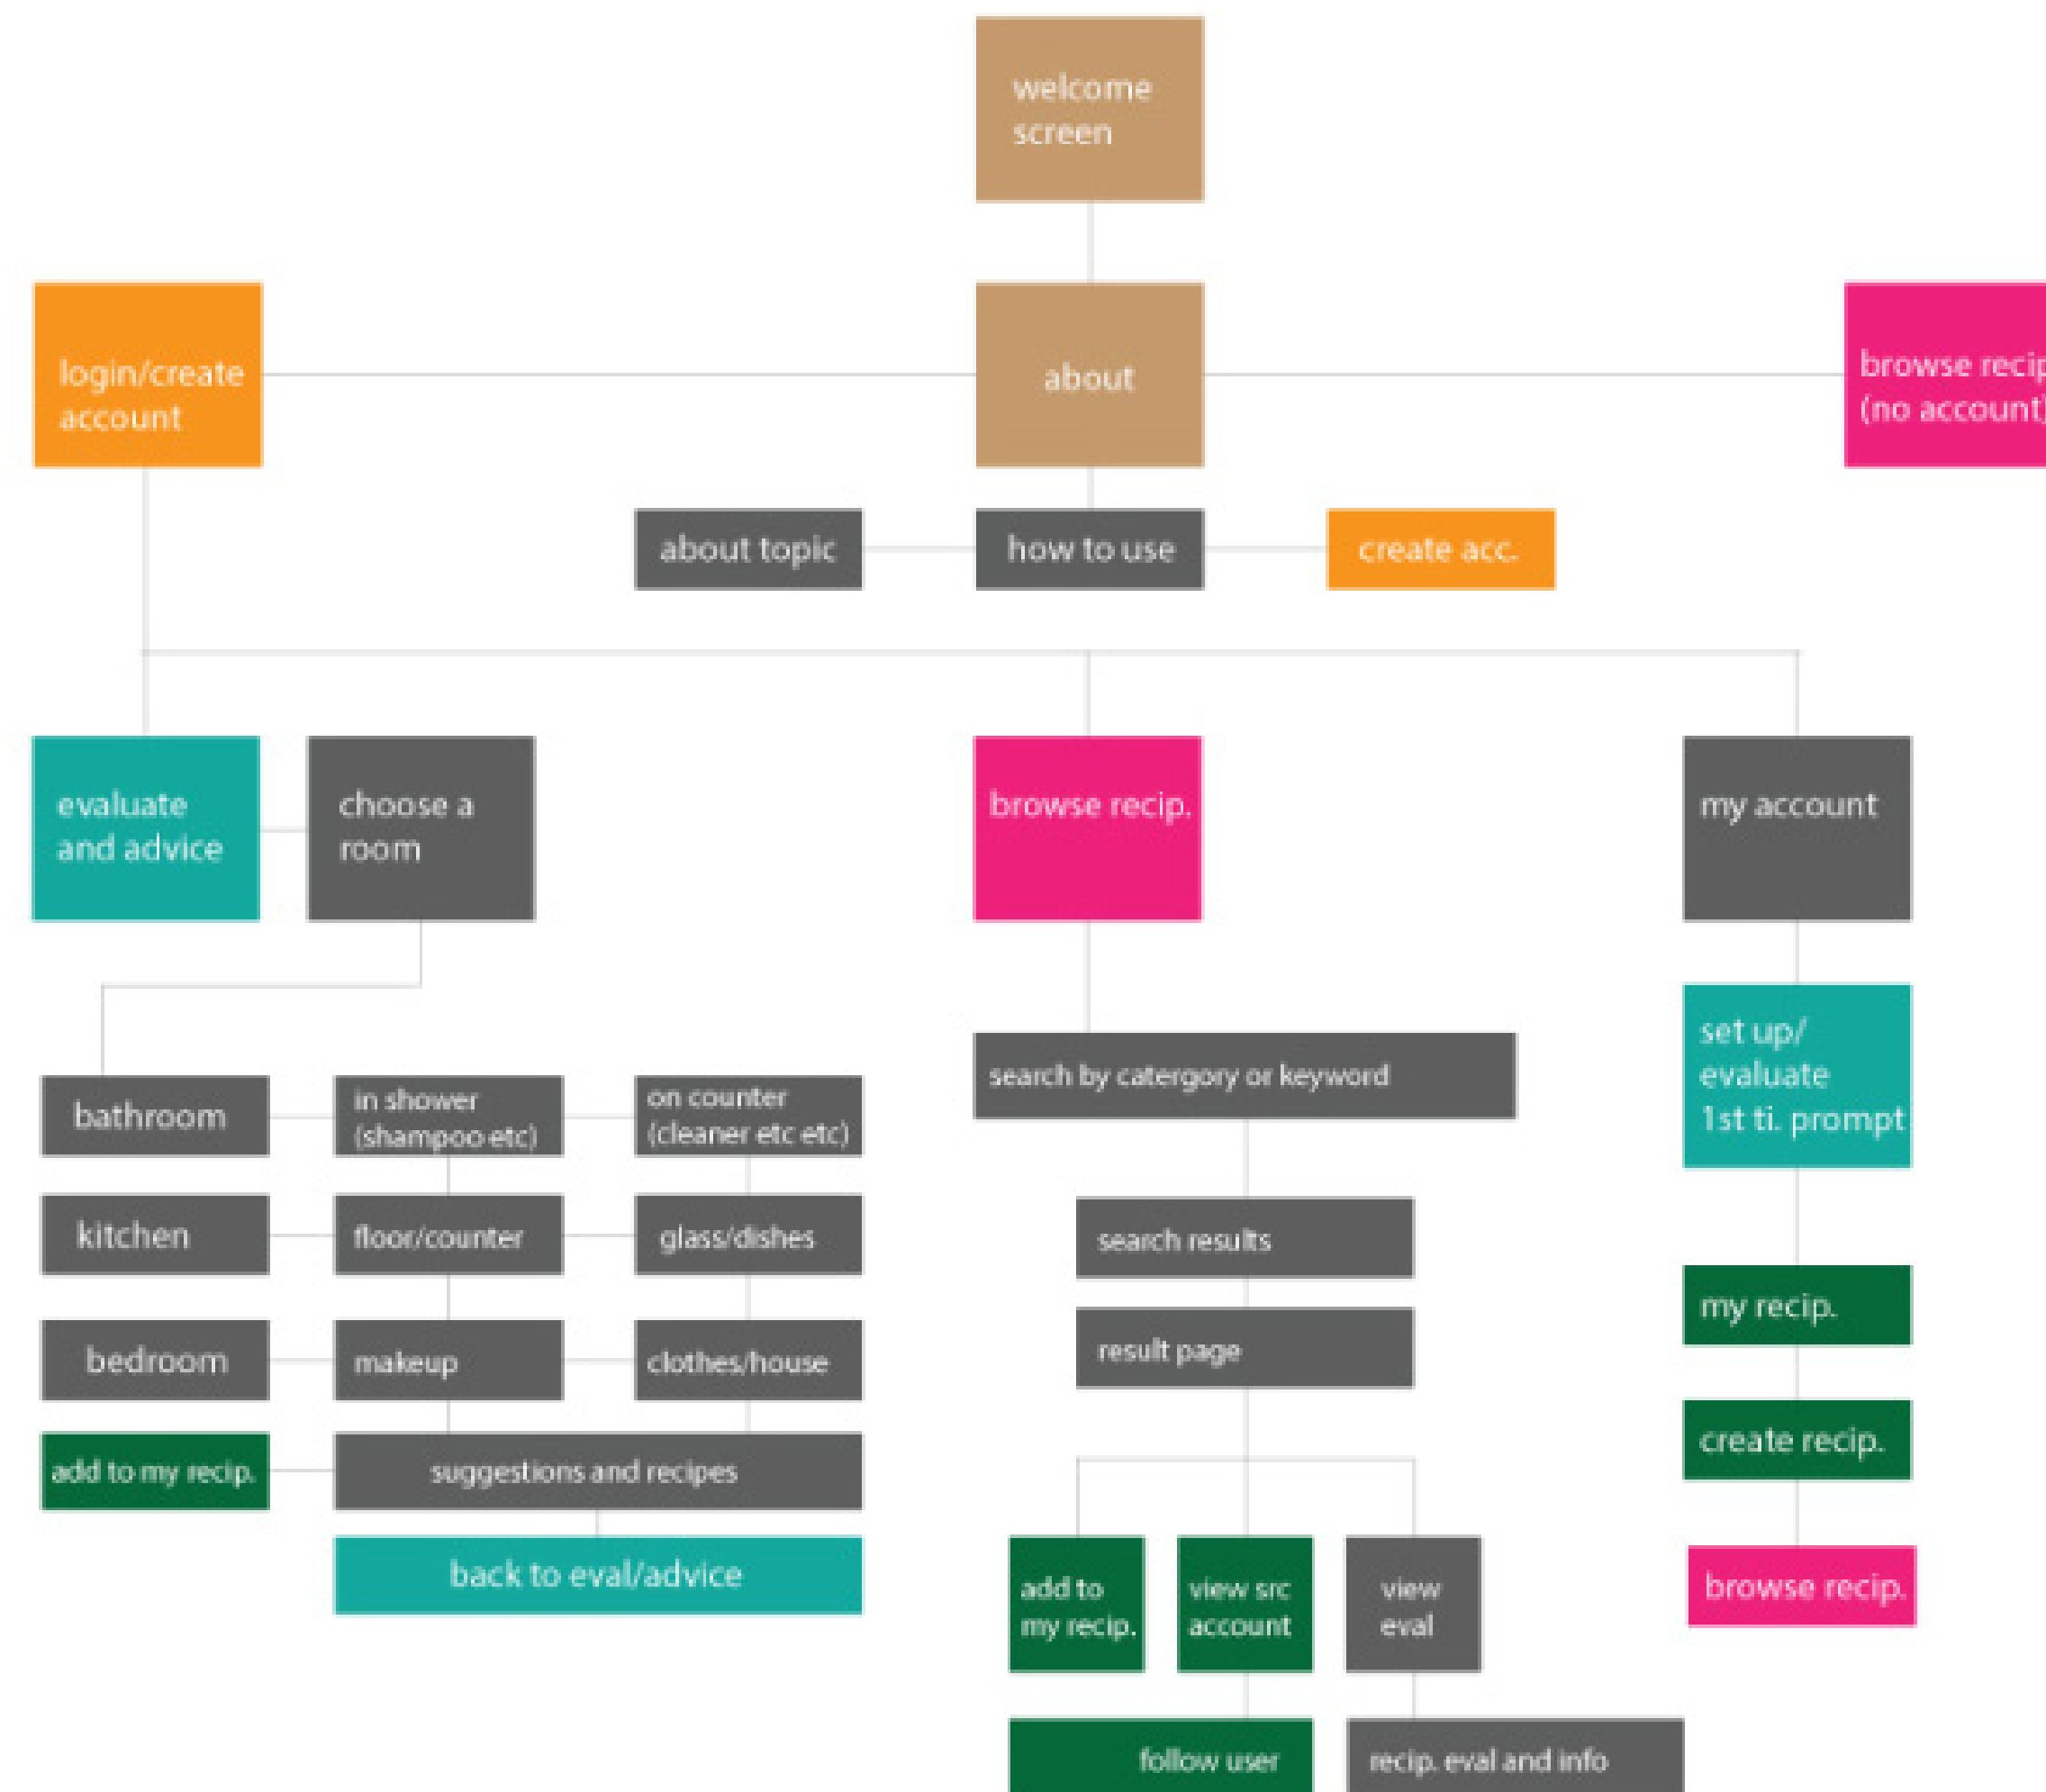 welcome
screen
login/create
account
about
browse recip
(no account)
about topic
how to use
create acc.
evaluate
and advice
choose a
room
browse recip.
my account
set up/
evaluate
1st ti. prompt
search by catergory or keyword
bathroom
in shower
(shampoo etc)
on counter
(cleaner etc etc)
kitchen
floor/counter
glass/dishes
search results
my recip.
bedroom
makeup
clothes/house
result page
create recip.
add to my recip.
suggestions and recipes
back to eval/advice
add to
my recip.
view src
account
view
eval
browse recip.
follow user
recip. eval and info